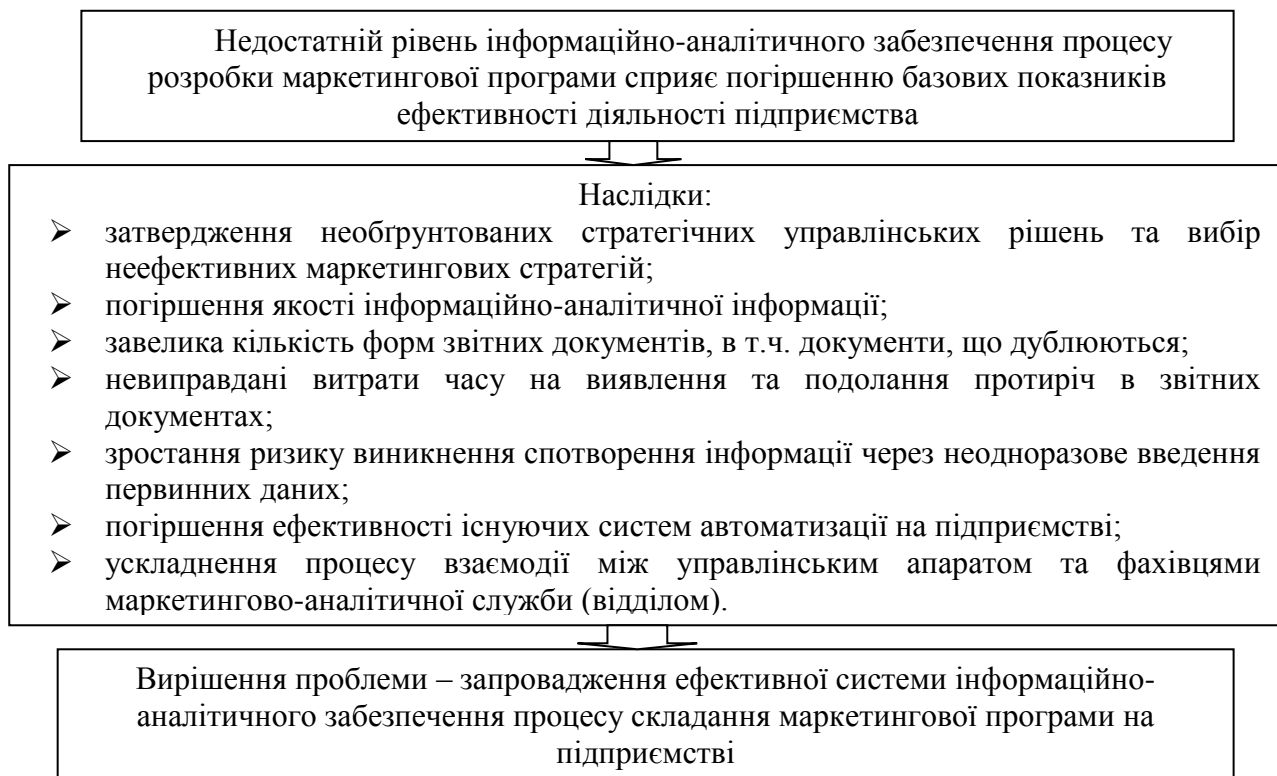 Недостатній рівень інформаційно-аналітичного забезпечення процесу
розробки маркетингової програми сприяє погіршенню базових показників
ефективності діяльності підприємства
Наслідки:
➢ затвердження необґрунтованих стратегічних управлінських рішень та вибір
неефективних маркетингових стратегій;
➢ погіршення якості інформаційно-аналітичної інформації;
➢ завелика кількість форм звітних документів, в т.ч. документи, що дублюються;
➢ невиправдані витрати часу на виявлення та подолання протиріч в звітних
документах;
➢ зростання ризику виникнення спотворення інформації через неодноразове введення
первинних даних;
➢ погіршення ефективності існуючих систем автоматизації на підприємстві;
➢ ускладнення процесу взаємодії між управлінським апаратом та фахівцями
маркетингово-аналітичної служби (відділом).
Вирішення проблеми – запровадження ефективної системи інформаційно-
аналітичного забезпечення процесу складання маркетингової програми на
підприємстві